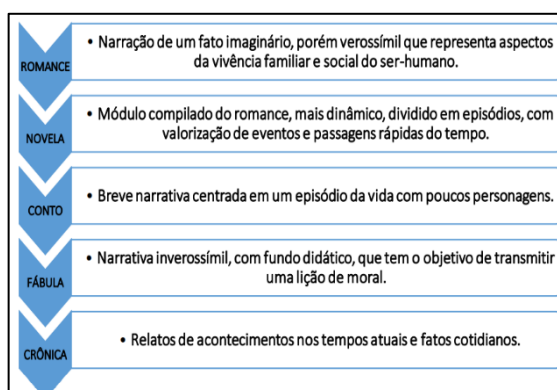 • Narração de um fato imaginário, porém verossímil que representa aspectos
da vivência familiar e social do ser-humano.
ROMANCE
• Módulo compilado do romance, mais dinâmico, dividido em episódios, com
valorização de eventos e passagens rápidas do tempo.
NOVELA
• Breve narrativa centrada em um episódio da vida com poucos personagens.
CONTO
• Narrativa inverossímil, com fundo didático, que tem o objetivo de transmitir
uma lição de moral.
FÁBULA
• Relatos de acontecimentos nos tempos atuais e fatos cotidianos.
CRÔNICA